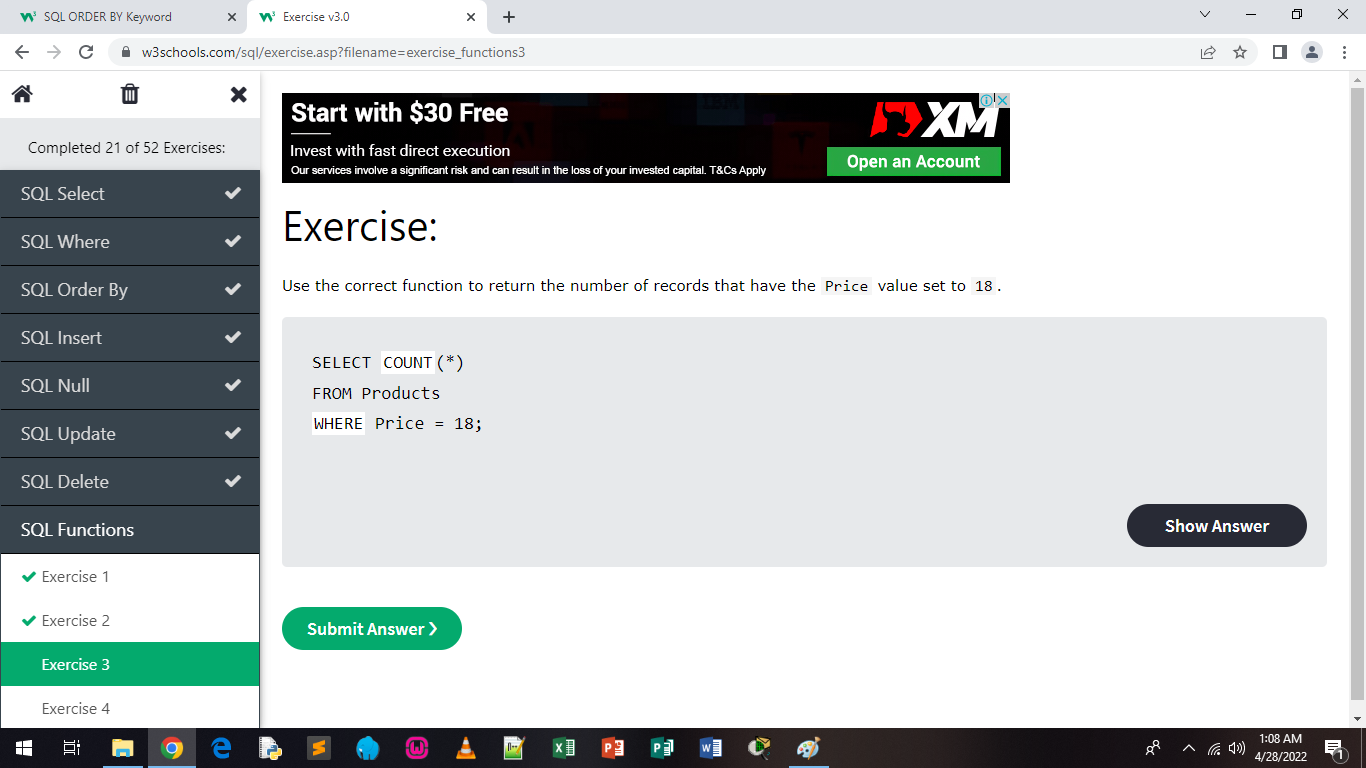 SQL ORDER BY Keyword
Exercise v3.0
w3schools.com/sql/exercise.asp?filename=exercise_functions3
Completed 21 of 52 Exercises:
SQL Select
SQL Where
SQL Order By
SQL Insert
SQL Null
SQL Update
SQL Delete
SQL Functions
Exercise 1
Exercise 2
Exercise 3
Exercise 4
Start with $30 Free
Invest with fast direct execution
Our services involve a significant risk and can result in the loss of your invested capital. T&Cs Apply
XM
Open an Account
Exercise:
Use the correct function to return the number of records that have the Price value set to 18.
SELECT COUNT(*)
FROM Products
WHERE Price = 18;
Show Answer
Submit Answer ❯
1:08 AM
4/28/2022
1